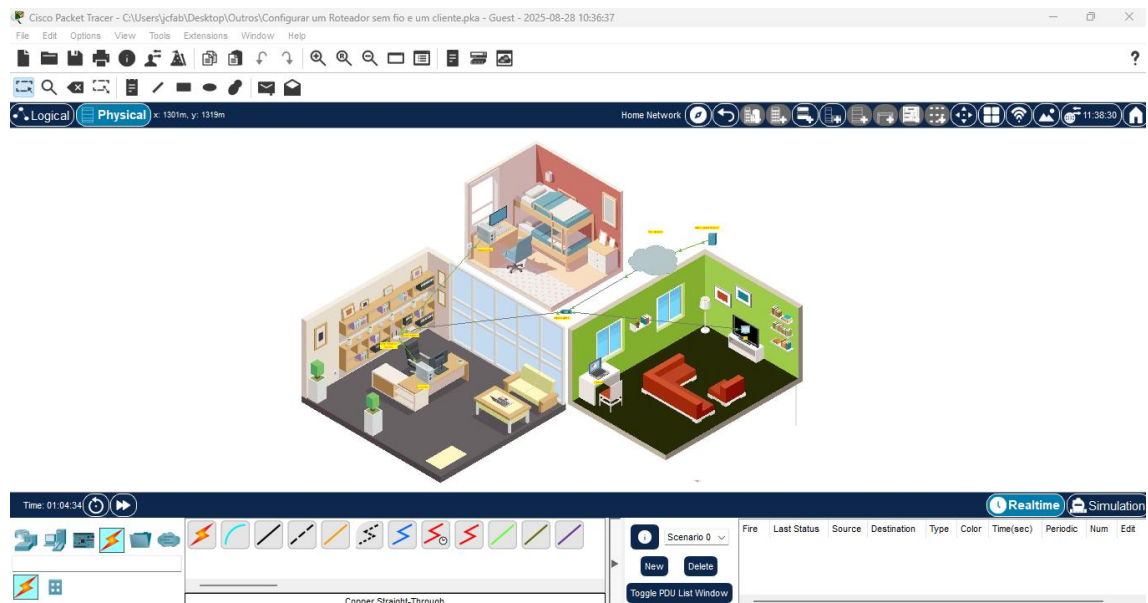 Cisco Packet Tracer - C:\Users\jcfab\Desktop\Outros\Configurar um Roteador sem fio e um cliente.pka - Guest - 2025-08-28 10:36:37
File Edit Options View Tools Extensions Window Help
?
Logical Physical x: 1301m, y: 1319m Home Network 11:38:30
Time: 01:04:34 Realtime Simulation
Scenario 0 Fire Last Status Source Destination Type Color Time(sec) Periodic Num Edit
New Delete
Toggle PDU List Window
Copper Straight-Through